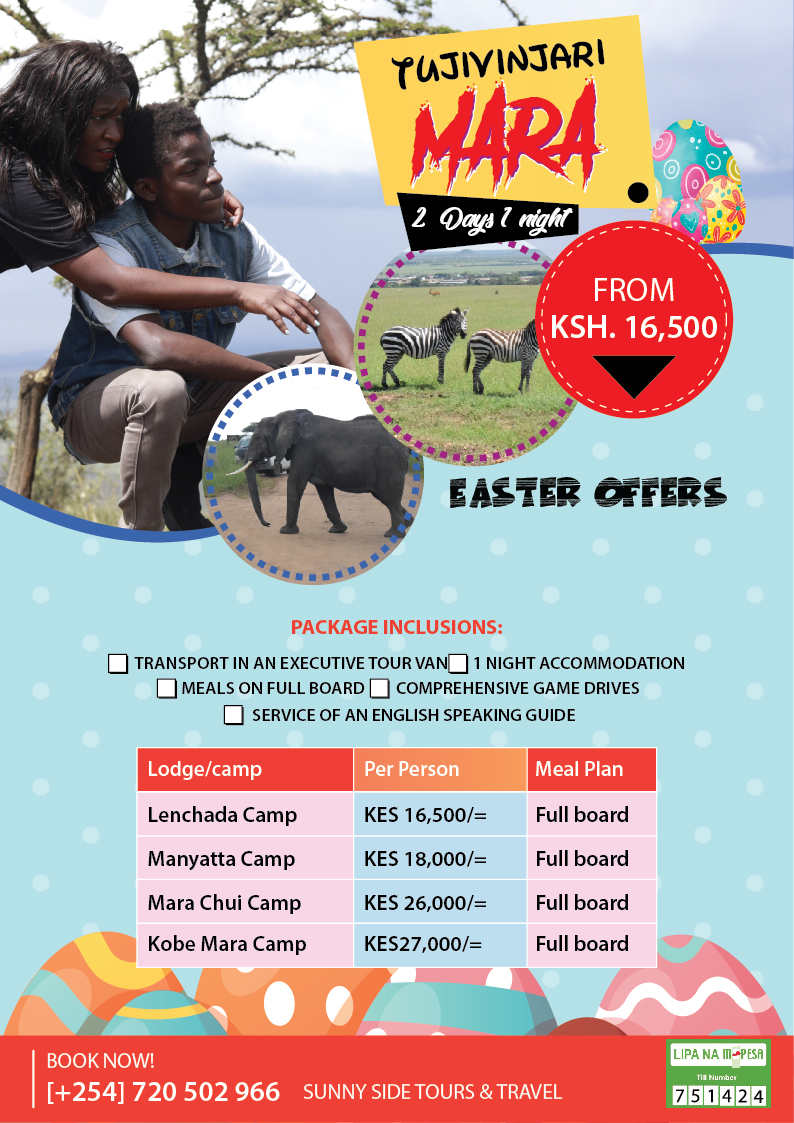 TUJIVINJARI
MARA
2 Days 1 night
FROM
KSH. 16,500
EASTER OFFERS
PACKAGE INCLUSIONS:
TRANSPORT IN AN EXECUTIVE TOUR VAN 1 NIGHT ACCOMMODATION
MEALS ON FULL BOARD COMPREHENSIVE GAME DRIVES
SERVICE OF AN ENGLISH SPEAKING GUIDE
Lodge/camp Per Person Meal Plan
Lenchada Camp KES 16,500/= Full board
Manyatta Camp KES 18,000/= Full board
Mara Chui Camp KES 26,000/= Full board
Kobe Mara Camp KES27,000/= Full board
BOOK NOW!
[+254] 720 502 966 SUNNY SIDE TOURS & TRAVEL
LIPA NA M-PESA
Till Number
751424